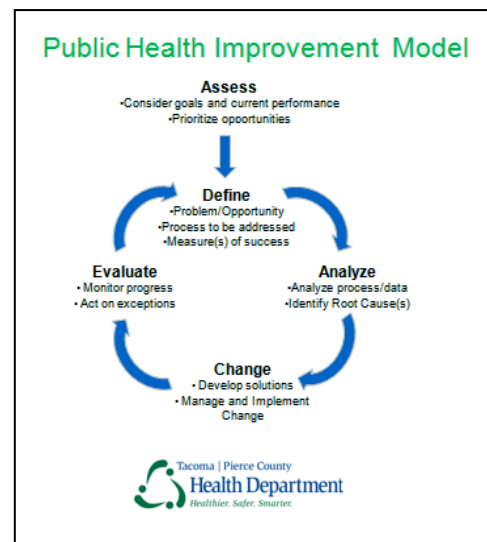 Public Health Improvement Model
Assess
•Consider goals and current performance
•Prioritize opportunities
Define
•Problem/Opportunity
•Process to be addressed
•Measure(s) of success
Evaluate
• Monitor progress
• Act on exceptions
Analyze
•Analyze process/data
•Identify Root Cause(s)
Change
• Develop solutions
• Manage and Implement
Change
Tacoma | Pierce County
Health Department
Healthier. Safer. Smarter.